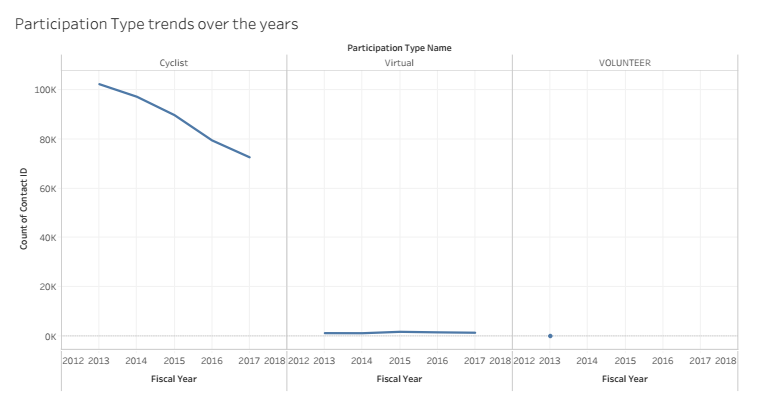 Participation Type trends over the years
Participation Type Name
Cyclist Virtual VOLUNTEER
100K
80K
60K
40K
20K
0K
Count of Contact ID
2012 2013 2014 2015 2016 2017 2018 2012 2013 2014 2015 2016 2017 2018 2012 2013 2014 2015 2016 2017 2018
Fiscal Year Fiscal Year Fiscal Year